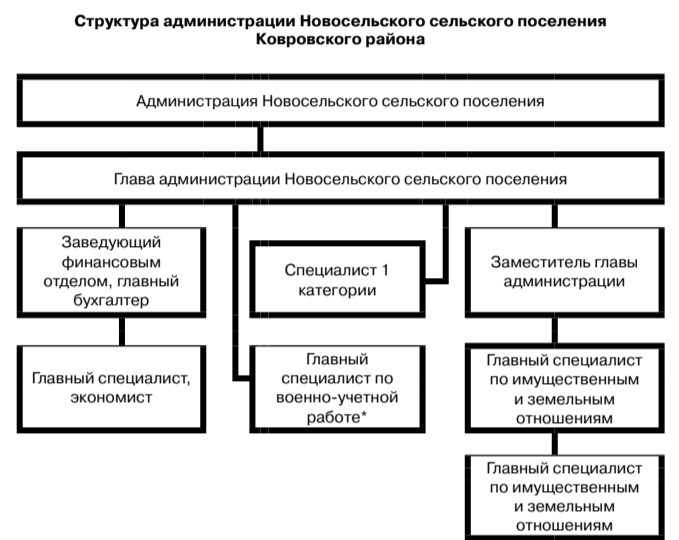 Структура администрации Новосельского сельского поселения
Ковровского района
Администрация Новосельского сельского поселения
Глава администрации Новосельского сельского поселения
Заведующий
финансовым
отделом, главный
бухгалтер
Специалист 1
категории
Заместитель главы
администрации
Главный специалист,
экономист
Главный
специалист по
военно-учетной
работе*
Главный специалист
по имущественным
и земельным
отношениям
Главный специалист
по имущественным
и земельным
отношениям